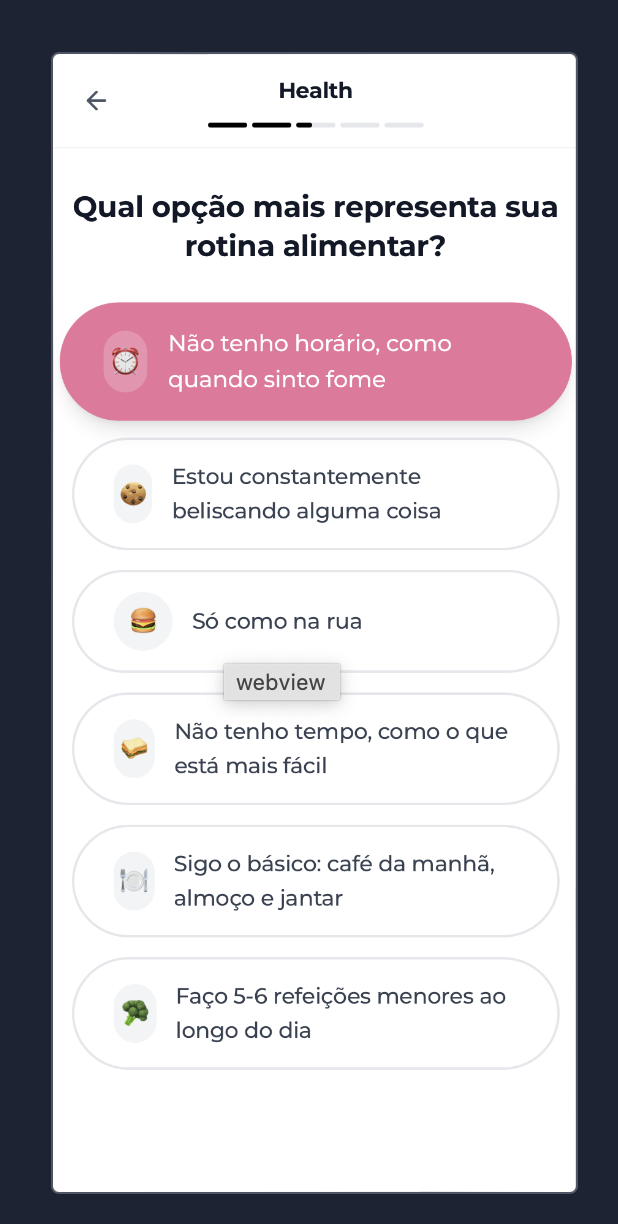 Health
Qual opção mais representa sua
rotina alimentar?
Não tenho horário, como
quando sinto fome
Estou constantemente
beliscando alguma coisa
Só como na rua
webview
Não tenho tempo, como o que
está mais fácil
Sigo o básico: café da manhã,
almoço e jantar
Faço 5-6 refeições menores ao
longo do dia